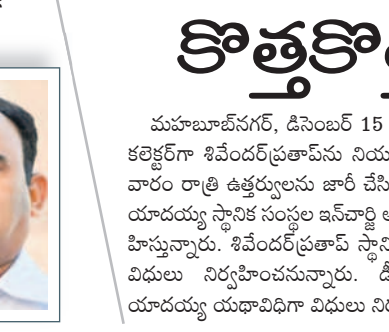 కొత్తకొత్త
మహబూబ్‌నగర్, డిసెంబర్ 15
కలెక్టర్‌గా శివేందర్‌ప్రతాప్‌ను నియ
వారం రాత్రి ఉత్తర్వులను జారీ చేసి
యాదయ్య స్థానిక సంస్థల ఇన్‌చార్జి
హిస్తున్నారు. శివేందర్‌ప్రతాప్ స్థాని
విధులు నిర్వహించనున్నారు. డీ
యాదయ్య యథావిధిగా విధులు నిర